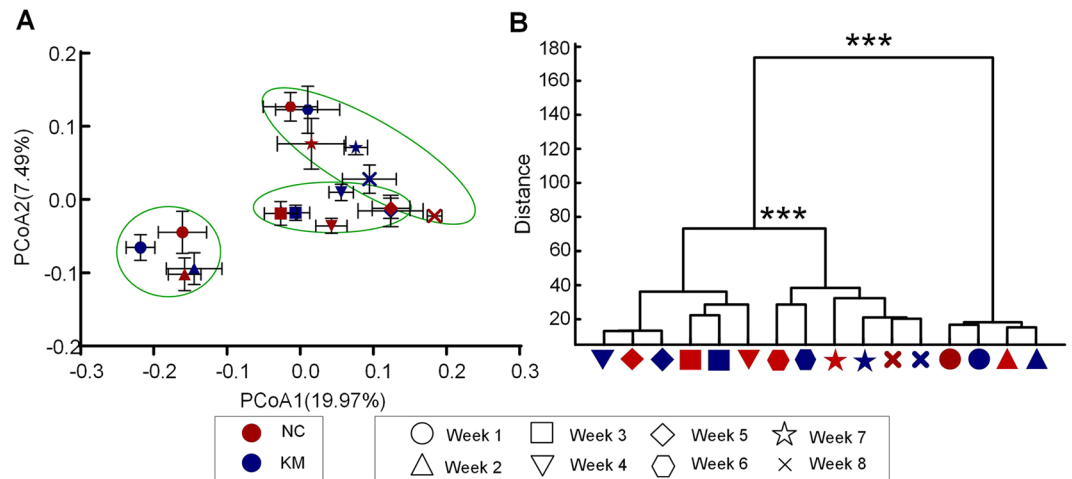 A
0.2
0.1
0.0
-0.1
-0.2
-0.3
-0.2
-0.1
0.0
0.1
0.2
0.3
PCoA2(7.49%)
PCoA1(19.97%)
B
180
160
140
120
100
80
60
40
20
Distance
***
***
NC
KM
Week 1
Week 3
Week 5
Week 7
Week 2
Week 4
Week 6
Week 8